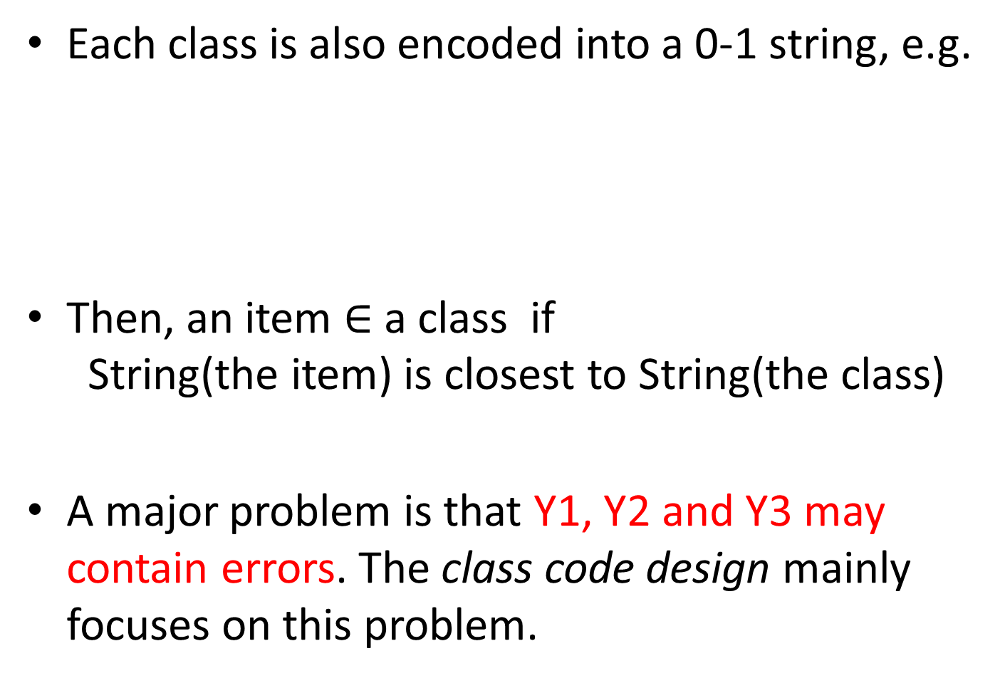 • Each class is also encoded into a 0-1 string, e.g.
• Then, an item ∈ a class if
String(the item) is closest to String(the class)
• A major problem is that Y1, Y2 and Y3 may
contain errors. The class code design mainly
focuses on this problem.